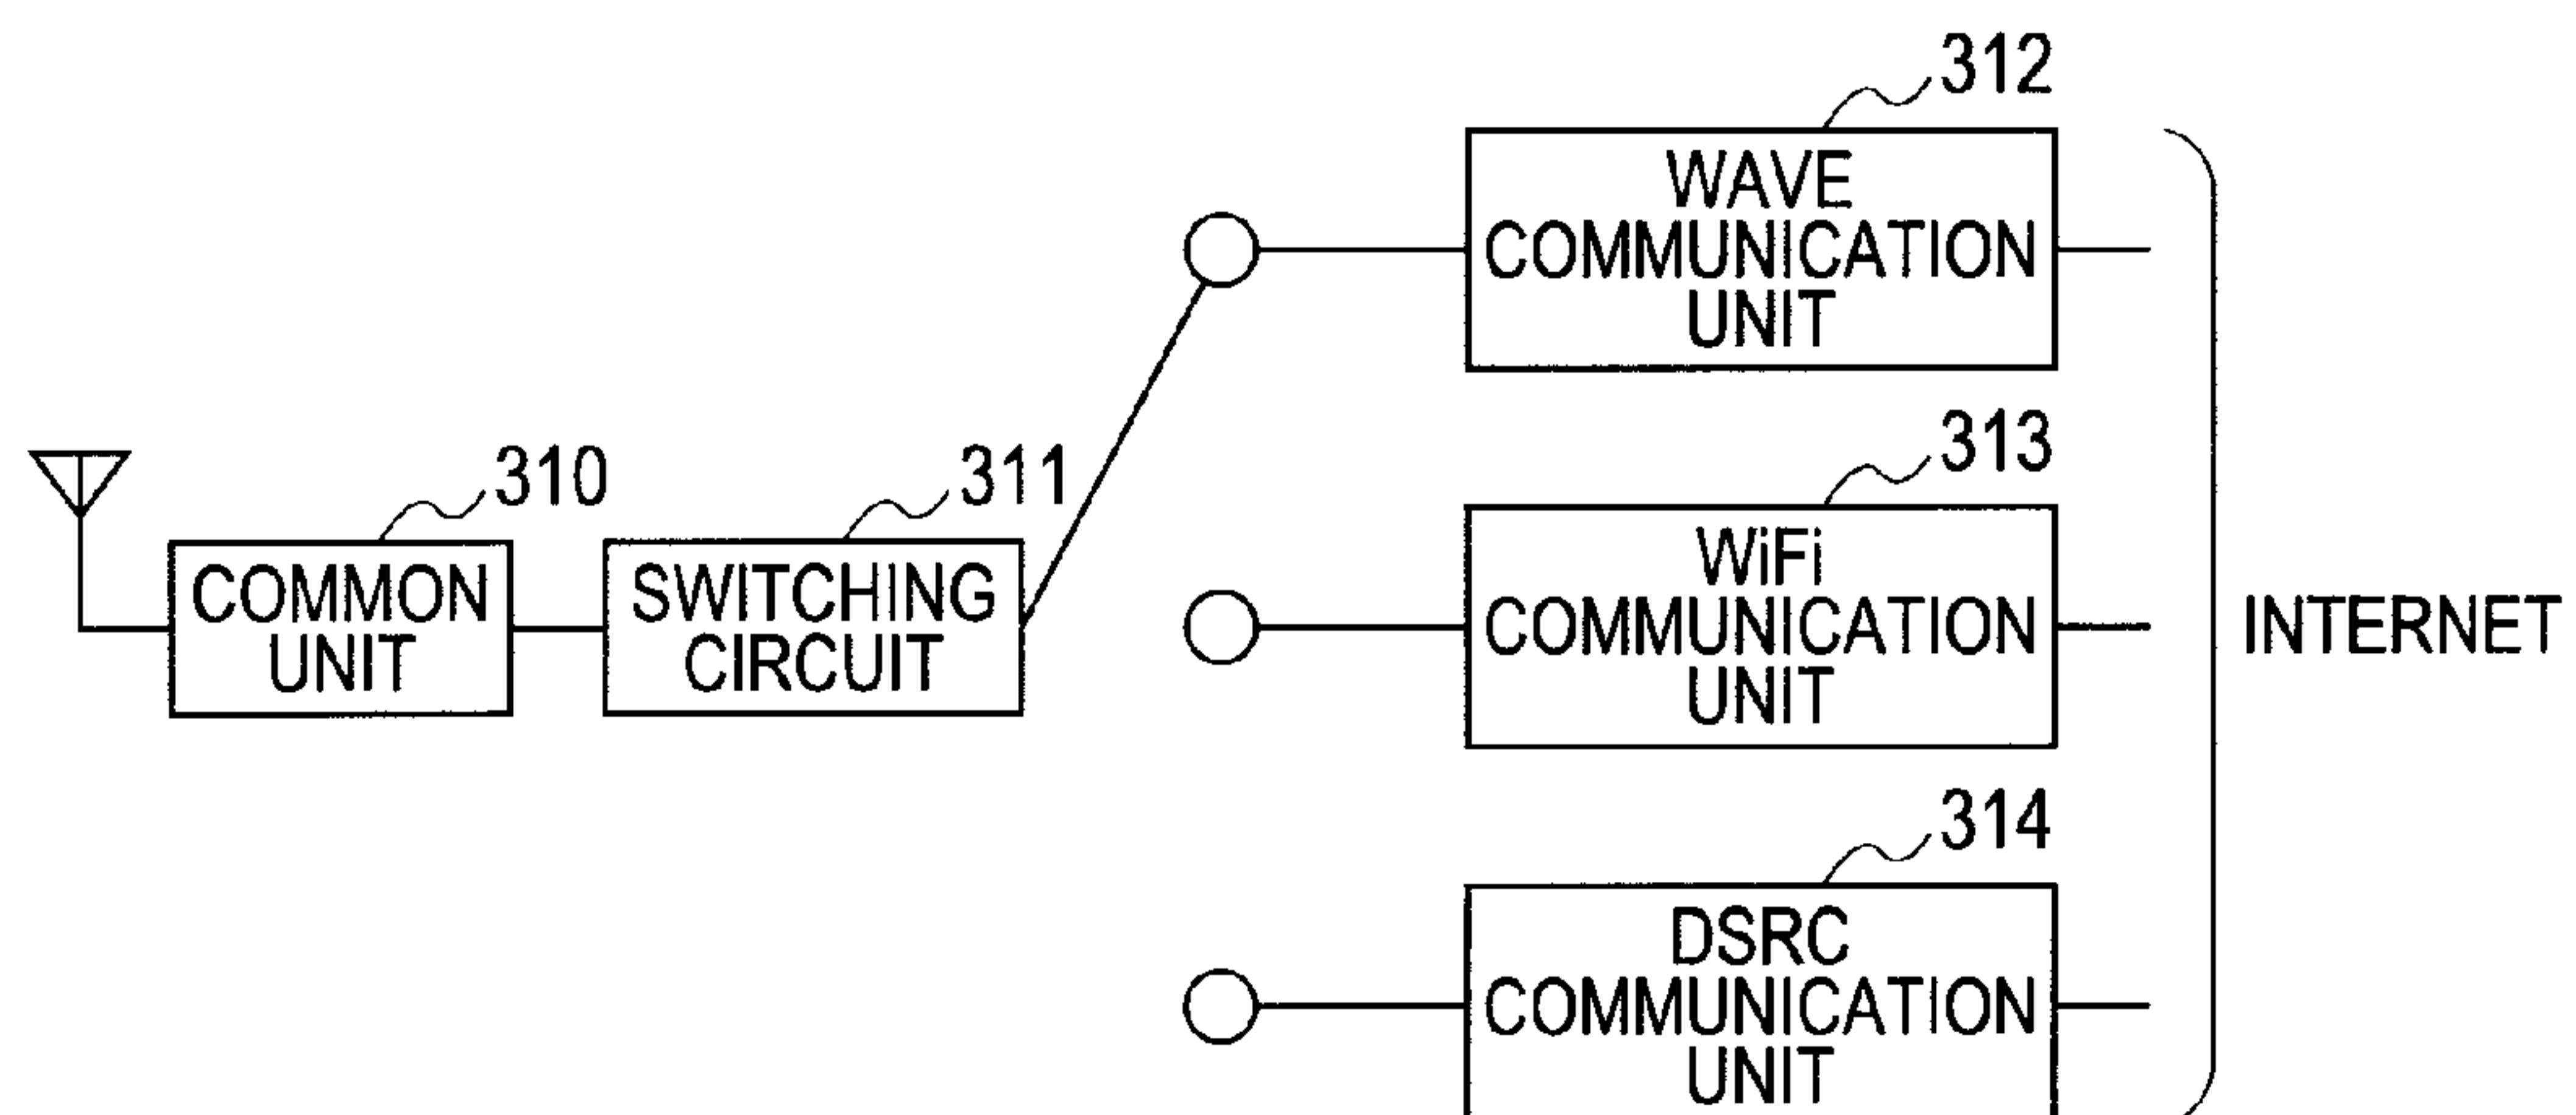 312
WAVE
COMMUNICATION
UNIT
310
COMMON
UNIT
311
SWITCHING
CIRCUIT
313
WiFi
COMMUNICATION
UNIT
INTERNET
314
DSRC
COMMUNICATION
UNIT